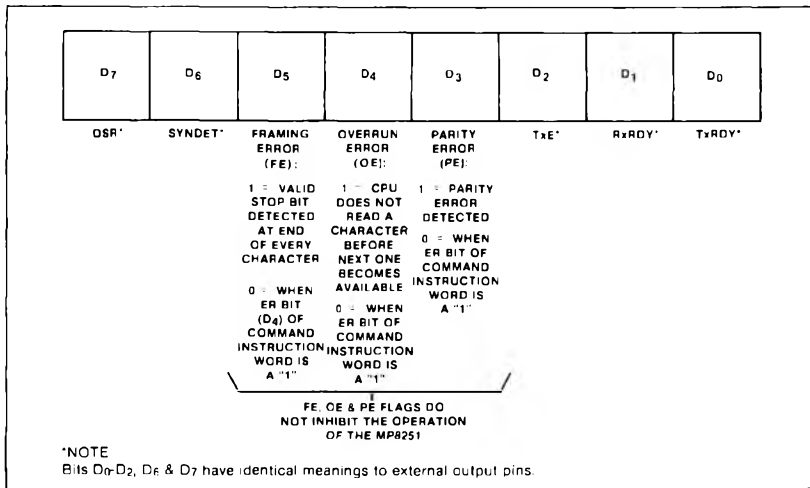 D7 D6 D5 D4 D3 D2 D1 D0
DSR* SYNDET* FRAMING ERROR (FE): OVERRUN ERROR (OE): PARITY ERROR (PE): TxE* RxRDY* TxRDY*
1 = VALID
STOP BIT
DETECTED
AT END
OF EVERY
CHARACTER
0 = WHEN
ER BIT
(D4) OF
COMMAND
INSTRUCTION
WORD IS
A "1"
1 = CPU
DOES NOT
READ A
CHARACTER
BEFORE
NEXT ONE
BECOMES
AVAILABLE
0 = WHEN
ER BIT OF
COMMAND
INSTRUCTION
WORD IS
A "1"
1 = PARITY
ERROR
DETECTED
0 = WHEN
ER BIT OF
COMMAND
INSTRUCTION
WORD IS
A "1"
FE, OE & PE FLAGS DO
NOT INHIBIT THE OPERATION
OF THE MP8251
*NOTE
Bits D0-D2, D6 & D7 have identical meanings to external output pins.